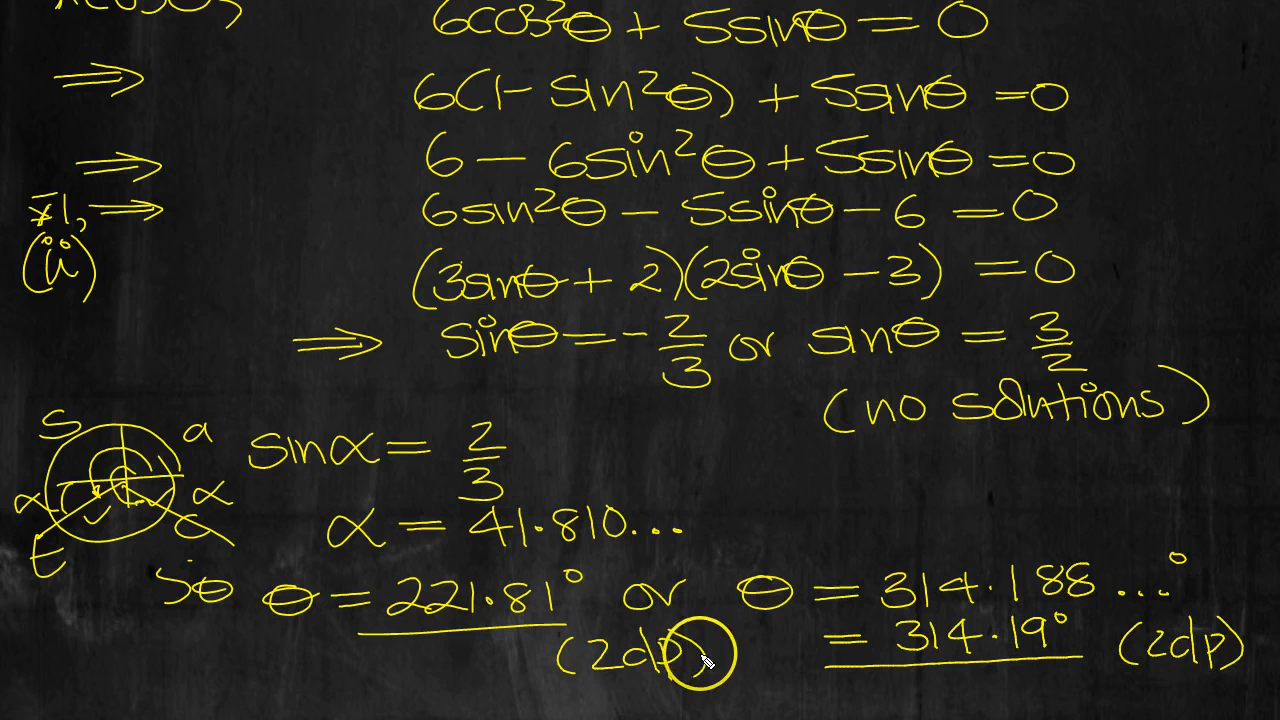 6cos²θ + 5sinθ = 0
⇒ 6(1 - sin²θ) + 5sinθ = 0
⇒ 6 - 6sin²θ + 5sinθ = 0
x1, ⇒ 6sin²θ - 5sinθ - 6 = 0
(ii) (3sinθ + 2)(2sinθ - 3) = 0
⇒ sinθ = -2/3 or sinθ = 3/2
(no solutions)
S a
sinα = 2/3
α α
C
t
α = 41.810...
So θ = 221.81° or θ = 314.188...°
(2dp) = 314.19° (2dp)